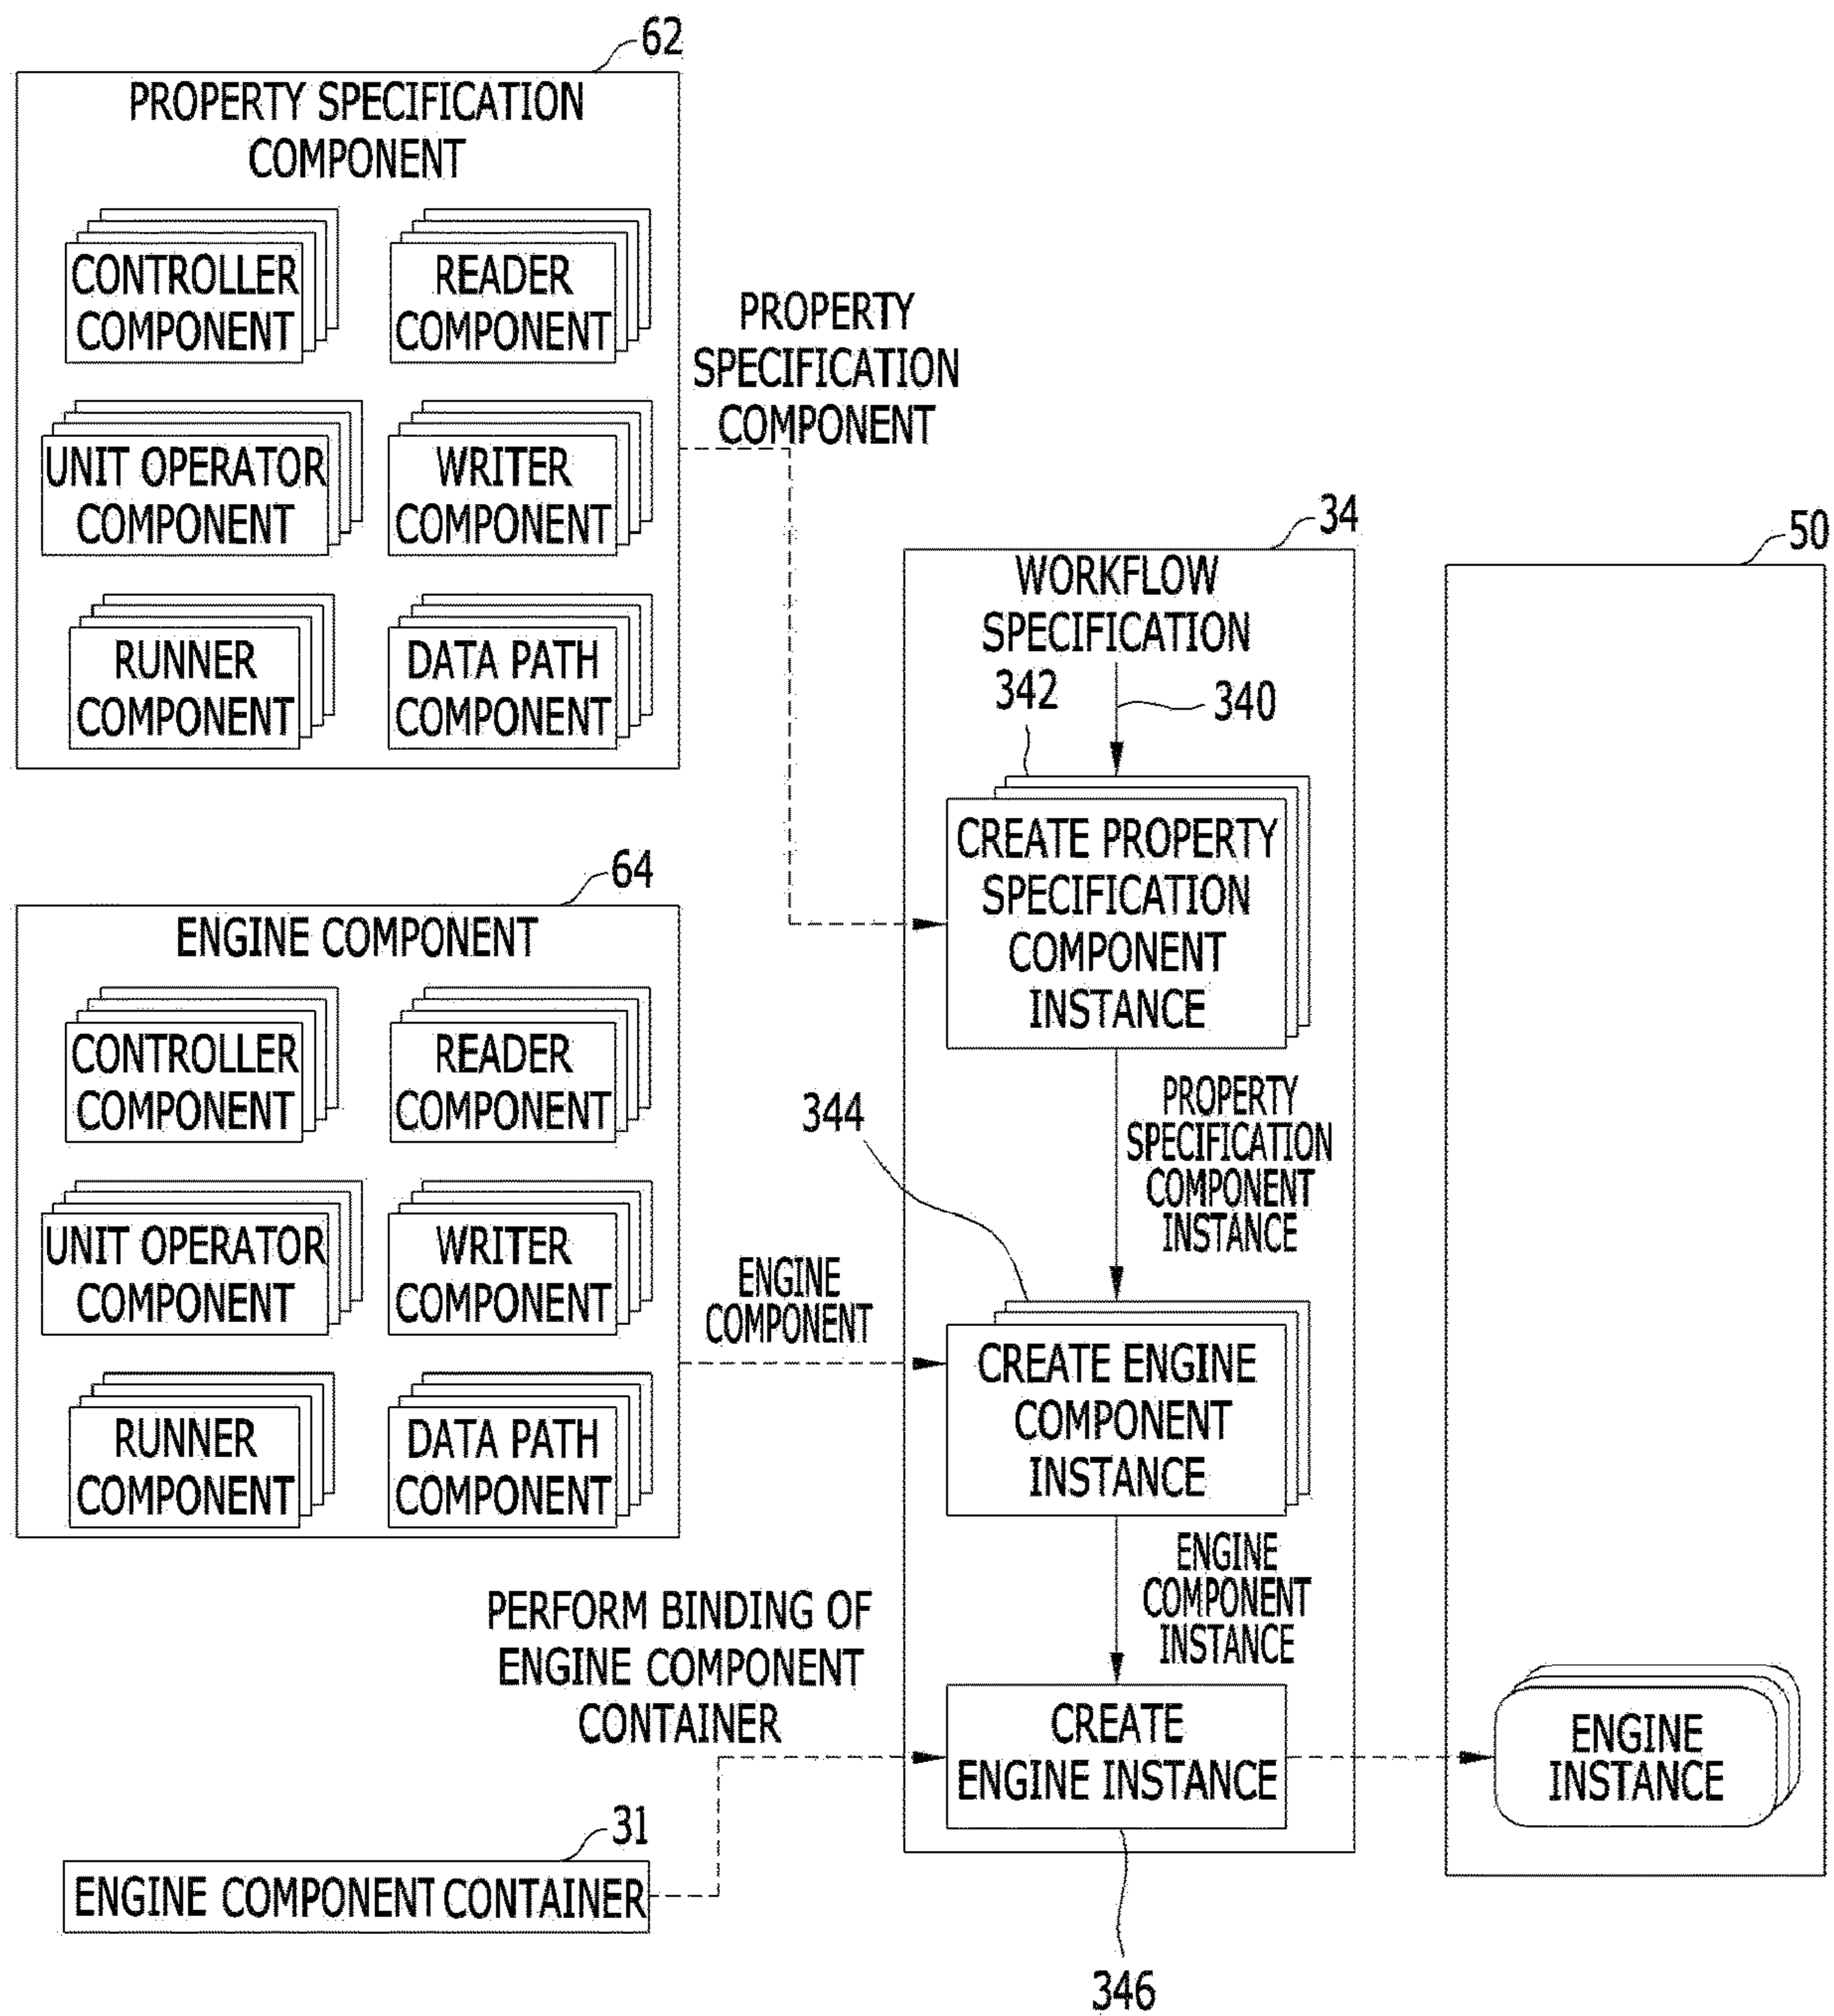 62
PROPERTY SPECIFICATION
COMPONENT
CONTROLLER
COMPONENT
READER
COMPONENT
UNIT OPERATOR
COMPONENT
WRITER
COMPONENT
RUNNER
COMPONENT
DATA PATH
COMPONENT
PROPERTY
SPECIFICATION
COMPONENT
64
ENGINE COMPONENT
CONTROLLER
COMPONENT
READER
COMPONENT
UNIT OPERATOR
COMPONENT
WRITER
COMPONENT
RUNNER
COMPONENT
DATA PATH
COMPONENT
ENGINE
COMPONENT
PERFORM BINDING OF
ENGINE COMPONENT
CONTAINER
31
ENGINE COMPONENT CONTAINER
34
WORKFLOW
SPECIFICATION
342
340
CREATE PROPERTY
SPECIFICATION
COMPONENT
INSTANCE
PROPERTY
SPECIFICATION
COMPONENT
INSTANCE
344
CREATE ENGINE
COMPONENT
INSTANCE
ENGINE
COMPONENT
INSTANCE
CREATE
ENGINE INSTANCE
346
50
ENGINE
INSTANCE